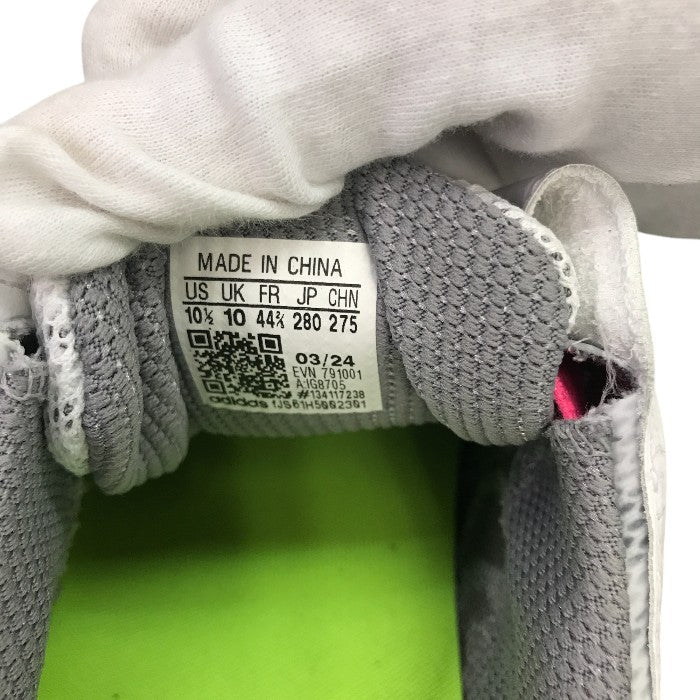 MADE IN CHINA
US UK FR JP CHN
10½ 10 44⅔ 280 275
03/24
EVN 791001
A:IG8705
#134117238
adidas 1JS01H5002301